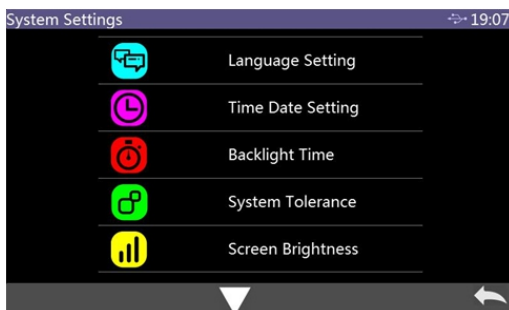 System Settings 19:07
Language Setting
Time Date Setting
Backlight Time
System Tolerance
Screen Brightness